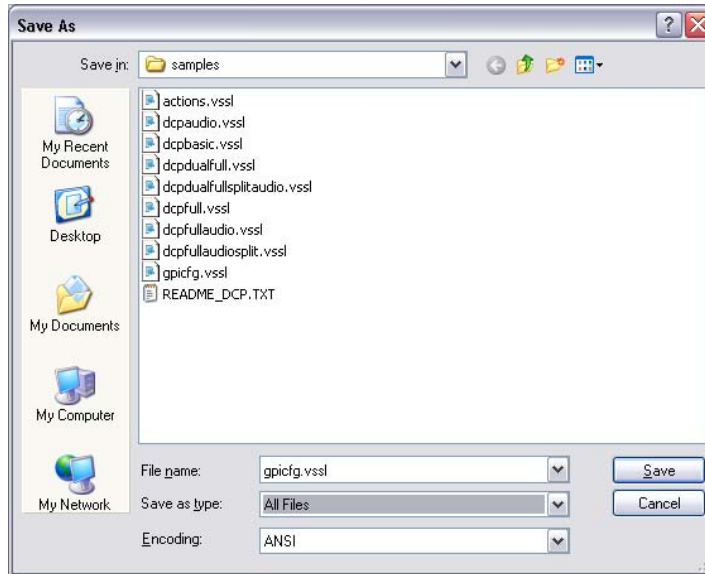 Save As
Save in:
samples
My Recent
Documents
Desktop
My Documents
My Computer
My Network
actions.vssl
dcpaudio.vssl
dcpbasic.vssl
dcpdualfull.vssl
dcpdualfullsplitaudio.vssl
dcpfull.vssl
dcpfullaudio.vssl
dcpfullaudiosplit.vssl
gpicfg.vssl
README_DCP.TXT
File name:
gpicfg.vssl
Save
Save as type:
All Files
Cancel
Encoding:
ANSI